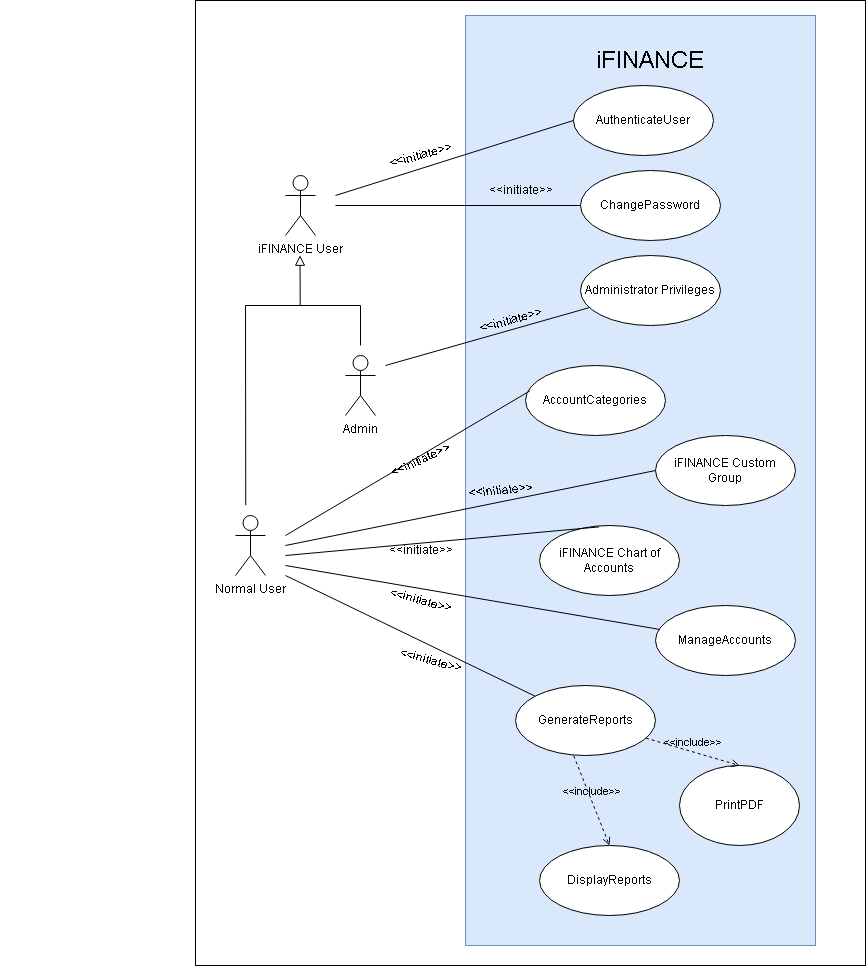 iFINANCE
AuthenticateUser
<<initiate>>
<<initiate>>
ChangePassword
iFINANCE User
Administrator Privileges
<<initiate>>
Admin
AccountCategories
<<initiate>>
iFINANCE Custom
Group
<<initiate>>
iFINANCE Chart of
Accounts
<<initiate>>
Normal User
<<initiate>>
ManageAccounts
<<initiate>>
GenerateReports
<<include>>
<<include>>
PrintPDF
DisplayReports